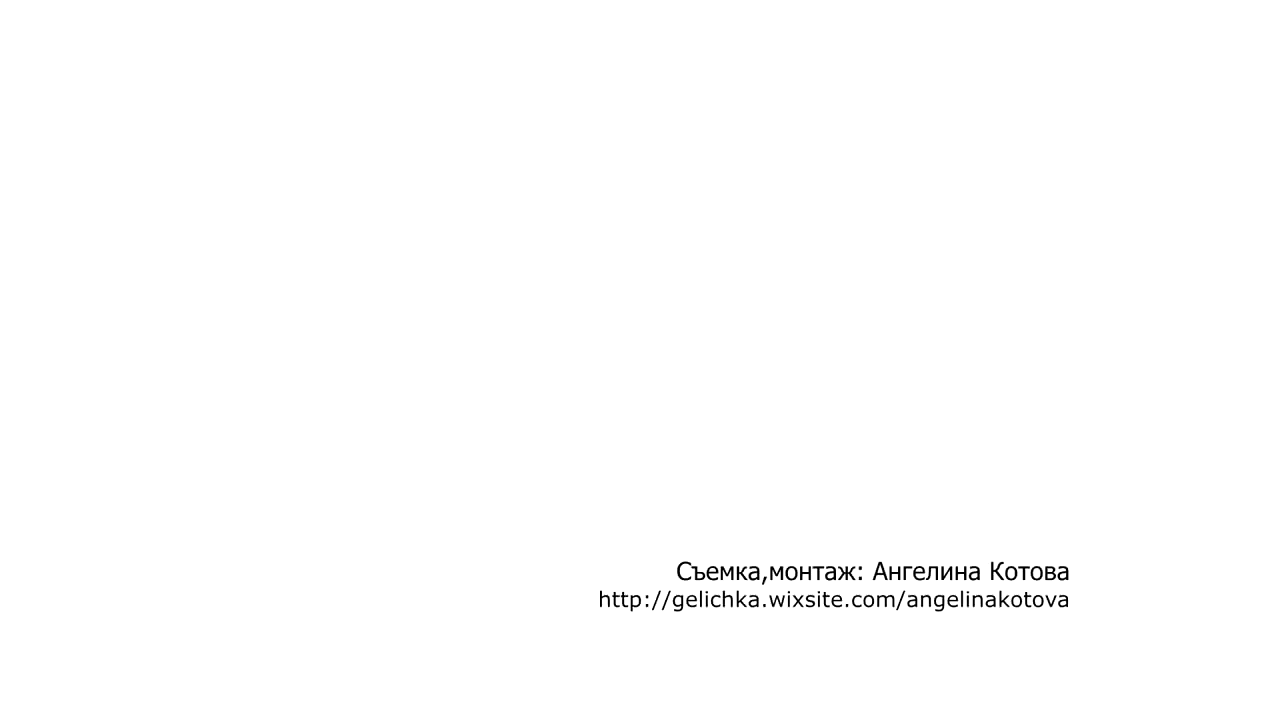 Съемка,монтаж: Ангелина Котова
http://gelichka.wixsite.com/angelinakotova